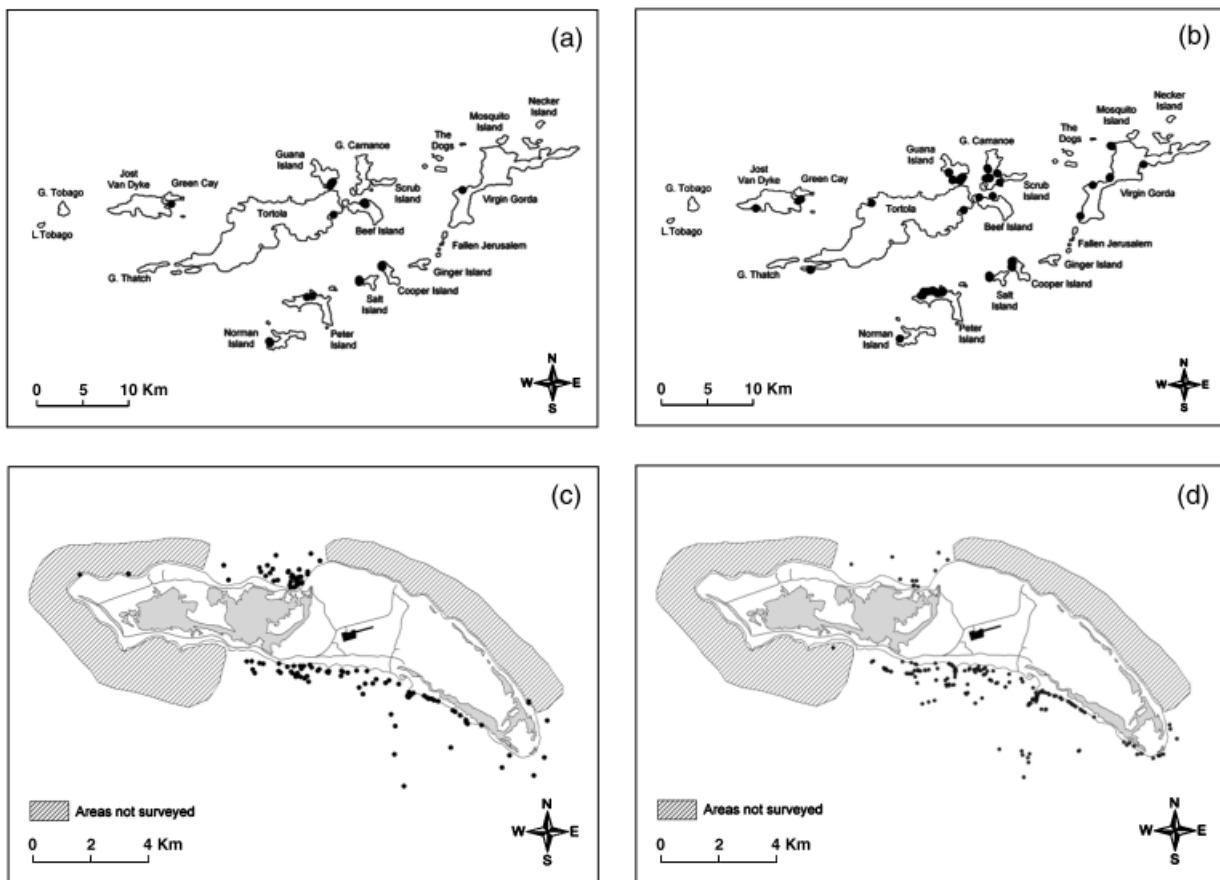 (a)
Necker
Island
Mosquito
Island
The
Dogs
G. Camanoe
Guana
Island
Jost
Van Dyke
Green Cay
G. Tobago
Scrub
Island
Virgin Gorda
Tortola
L.Tobago
Beef Island
Fallen Jerusalem
G. Thatch
Ginger Island
Cooper Island
Salt
Island
Norman
Island
Peter
Island
0 5 10 Km
N
W E
S
(b)
Necker
Island
Mosquito
Island
The
Dogs
G. Camanoe
Guana
Island
Jost
Van Dyke
Green Cay
G. Tobago
Scrub
Island
Virgin Gorda
Tortola
L.Tobago
Beef Island
Fallen Jerusalem
G. Thatch
Ginger Island
Cooper Island
Salt
Island
Norman
Island
Peter
Island
0 5 10 Km
N
W E
S
(c)
Areas not surveyed
0 2 4 Km
N
W E
S
(d)
Areas not surveyed
0 2 4 Km
N
W E
S